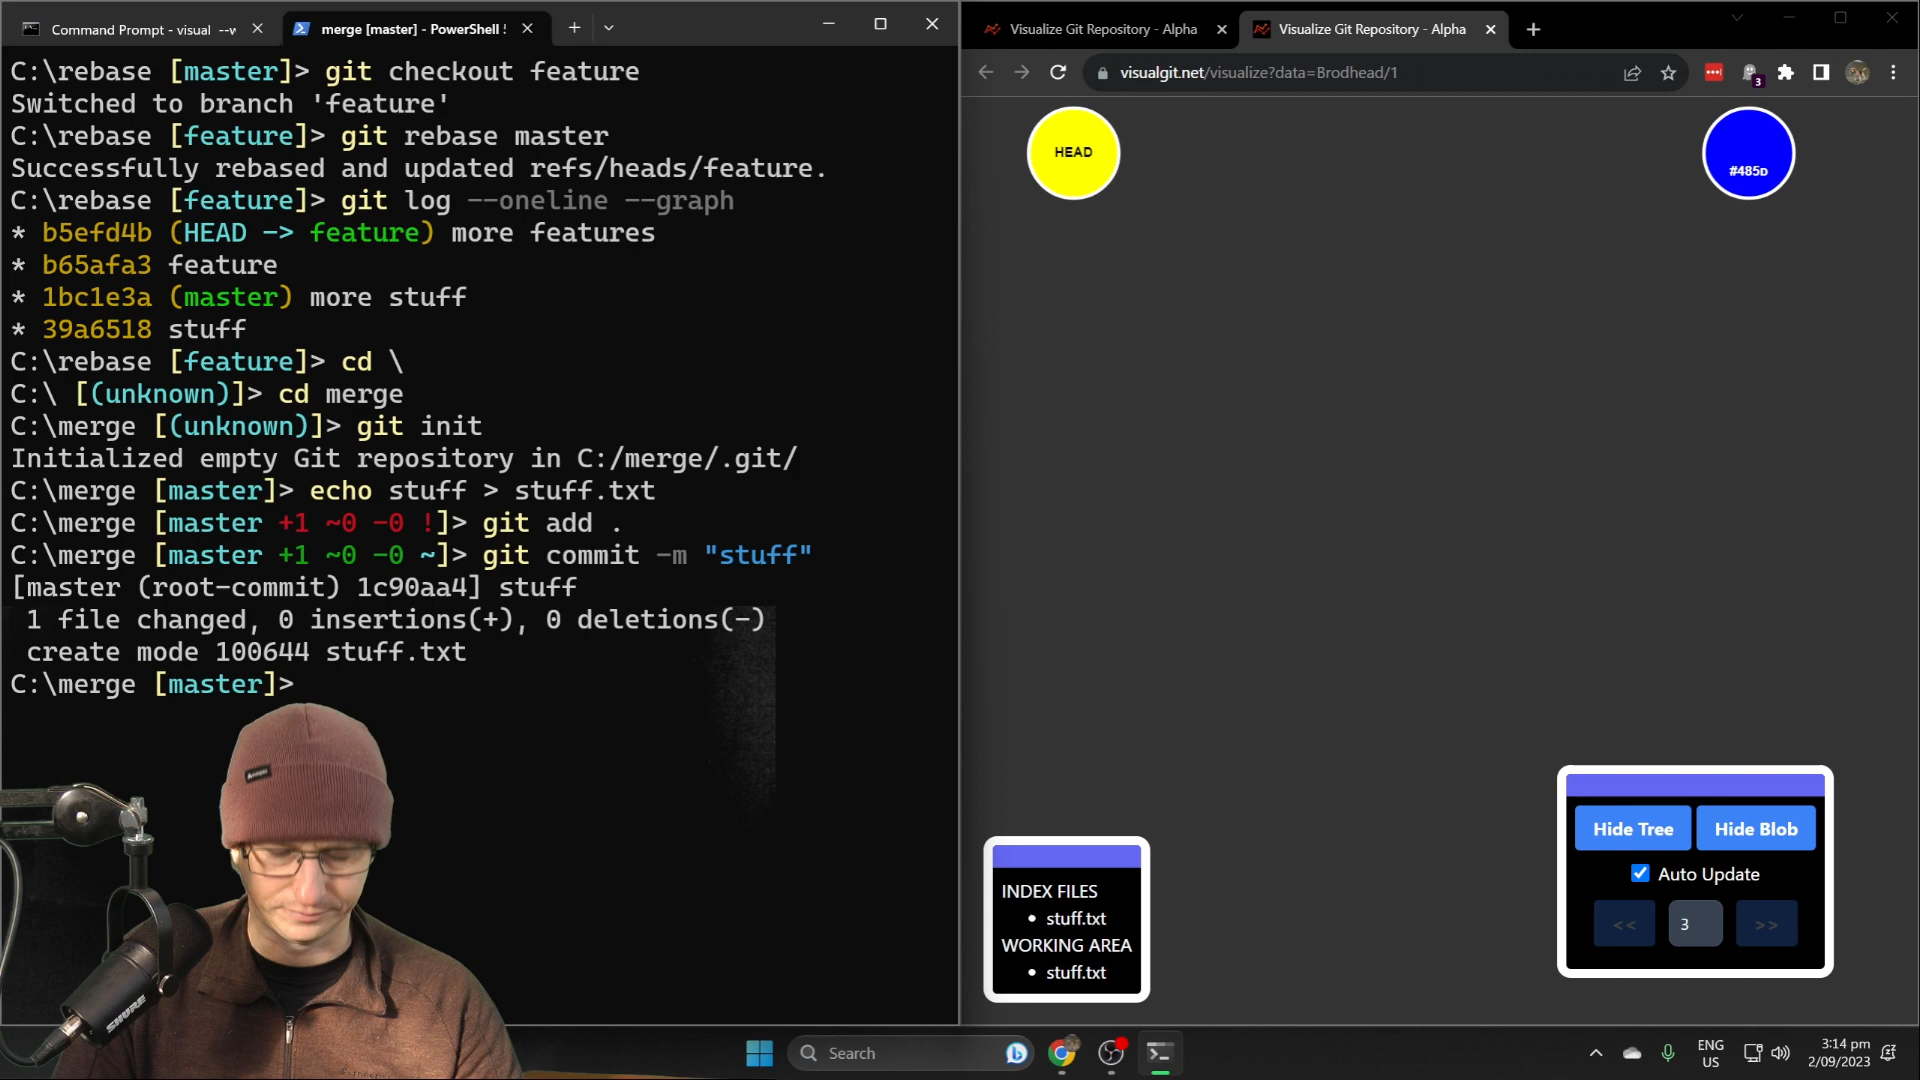 Command Prompt - visual --w
merge [master] - PowerShell
C:\rebase [master]> git checkout feature
Switched to branch 'feature'
C:\rebase [feature]> git rebase master
Successfully rebased and updated refs/heads/feature.
C:\rebase [feature]> git log --oneline --graph
* b5efd4b (HEAD -> feature) more features
* b65afa3 feature
* 1bc1e3a (master) more stuff
* 39a6518 stuff
C:\rebase [feature]> cd \
C:\ [(unknown)]> cd merge
C:\merge [(unknown)]> git init
Initialized empty Git repository in C:/merge/.git/
C:\merge [master]> echo stuff > stuff.txt
C:\merge [master +1 ~0 -0 !]> git add .
C:\merge [master +1 ~0 -0 ~]> git commit -m "stuff"
[master (root-commit) 1c90aa4] stuff
1 file changed, 0 insertions(+), 0 deletions(-)
create mode 100644 stuff.txt
C:\merge [master]>
SHURE
Visualize Git Repository - Alpha
Visualize Git Repository - Alpha
visualgit.net/visualize?data=Brodhead/1
3
HEAD
#485D
INDEX FILES
• stuff.txt
WORKING AREA
• stuff.txt
Hide Tree
Hide Blob
Auto Update
<<
3
>>
Search
ENG
US
3:14 pm
2/09/2023